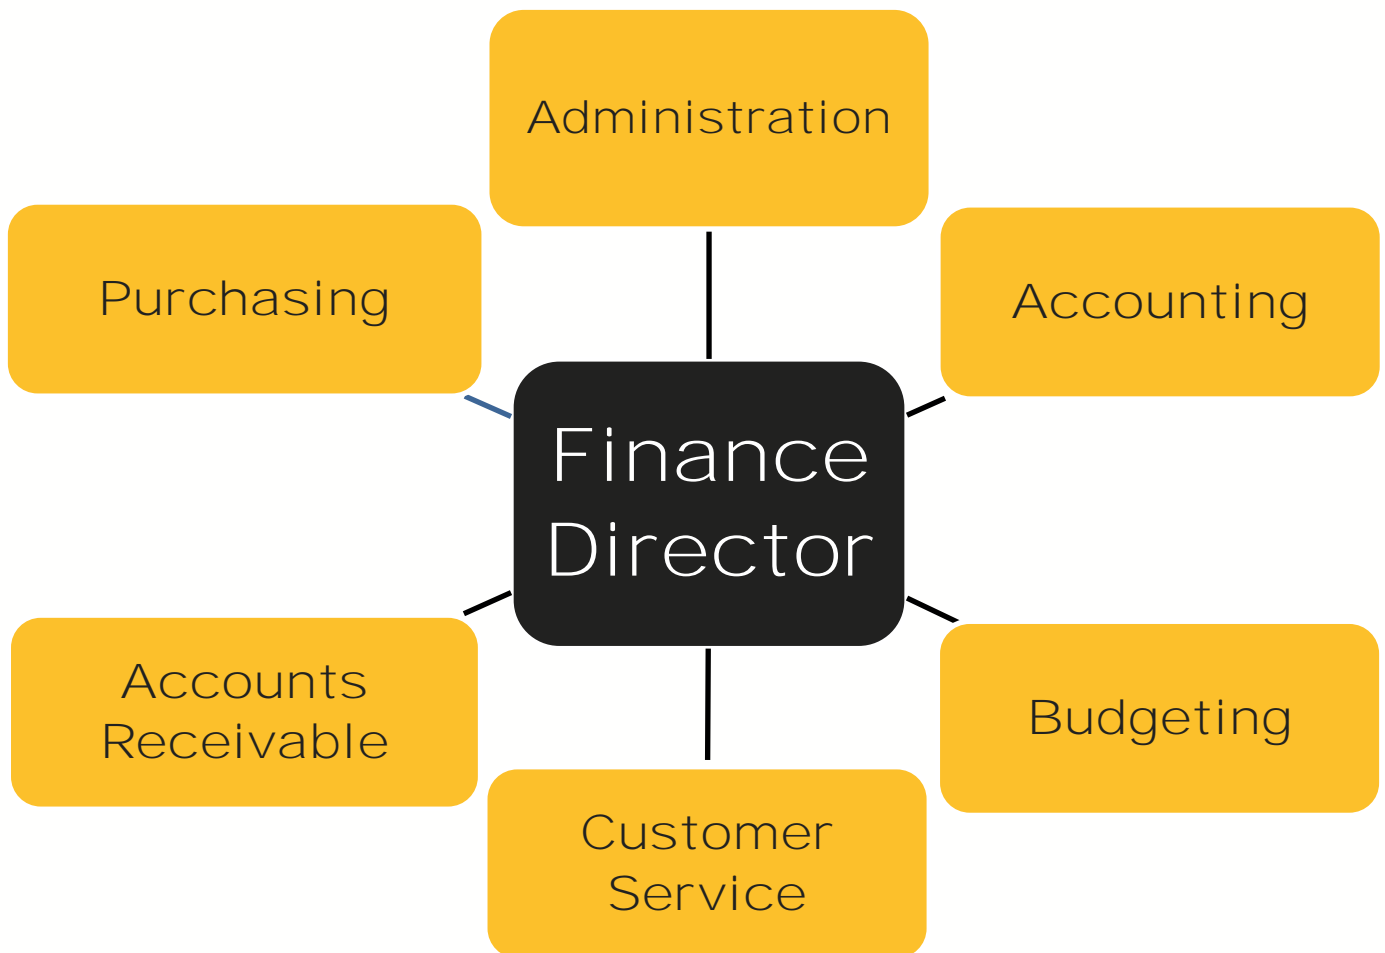 Administration
Purchasing
Accounting
Finance
Director
Accounts
Receivable
Budgeting
Customer
Service